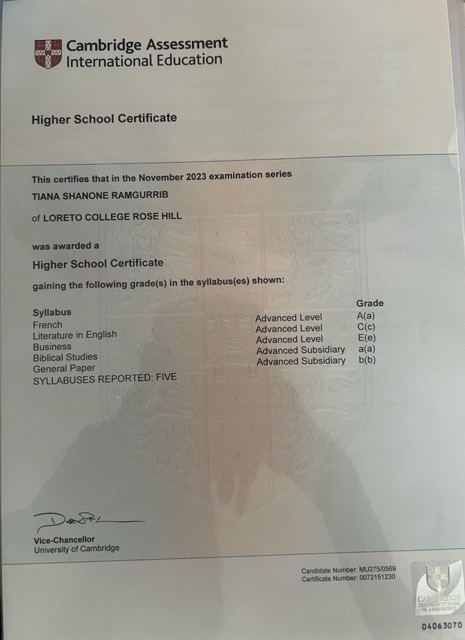 Cambridge Assessment
International Education
Higher School Certificate
This certifies that in the November 2023 examination series
TIANA SHANONE RAMGURRIB
of LORETO COLLEGE ROSE HILL
was awarded a
Higher School Certificate
gaining the following grade(s) in the syllabus(es) shown:
Syllabus Grade
French Advanced Level A(a)
Literature in English Advanced Level C(c)
Business Advanced Level E(e)
Biblical Studies Advanced Subsidiary a(a)
General Paper Advanced Subsidiary b(b)
SYLLABUSES REPORTED: FIVE
Vice-Chancellor
University of Cambridge
Candidate Number: MU275/0569
Certificate Number: 0072151230
CAMBRIDGE
04063070